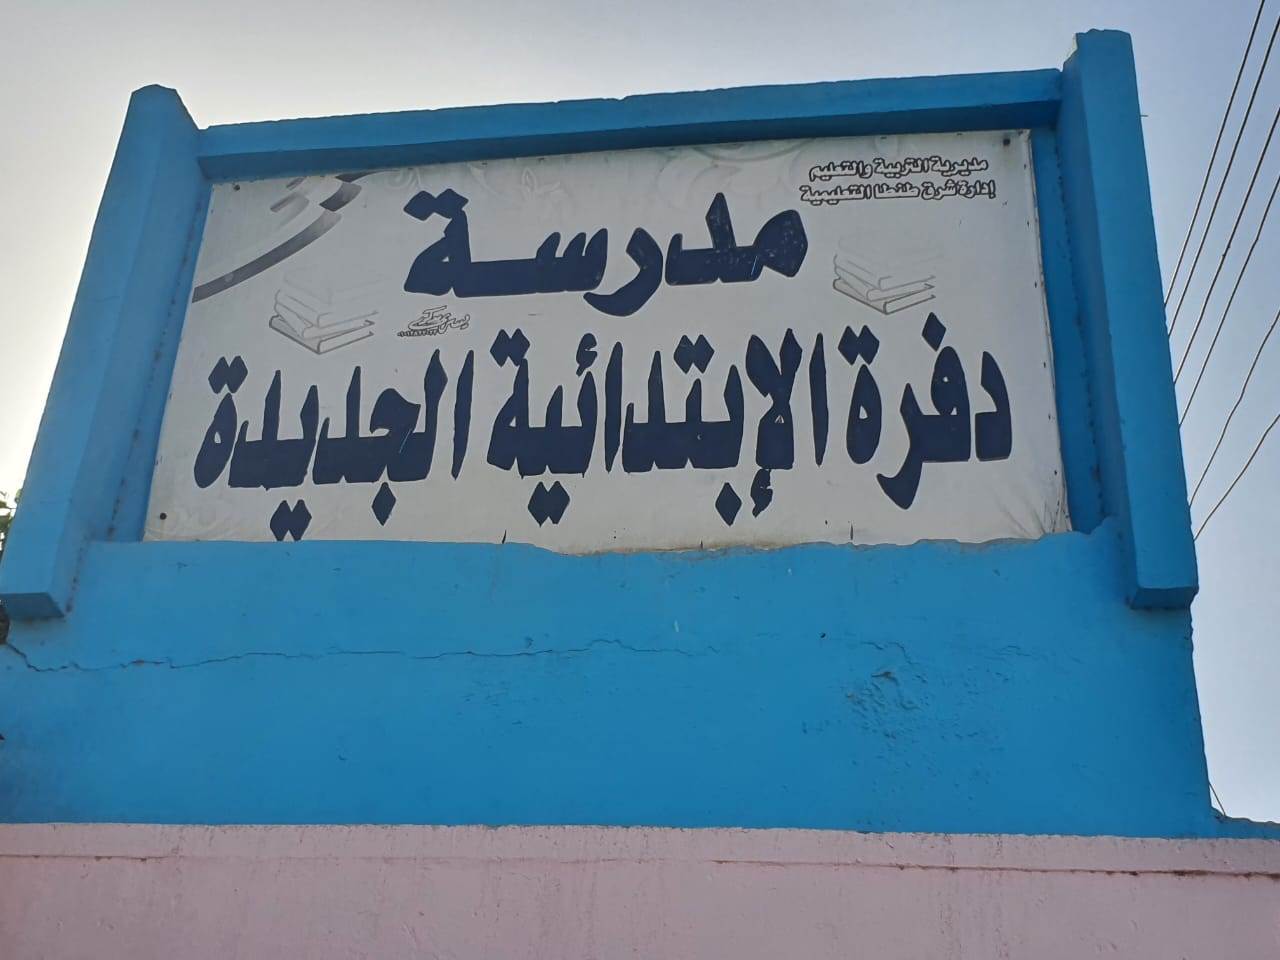 مديرية التربية والتعليم
إدارة شرق طنطا التعليمية
مدرسة
دفرة الإبتدائية الجديدة